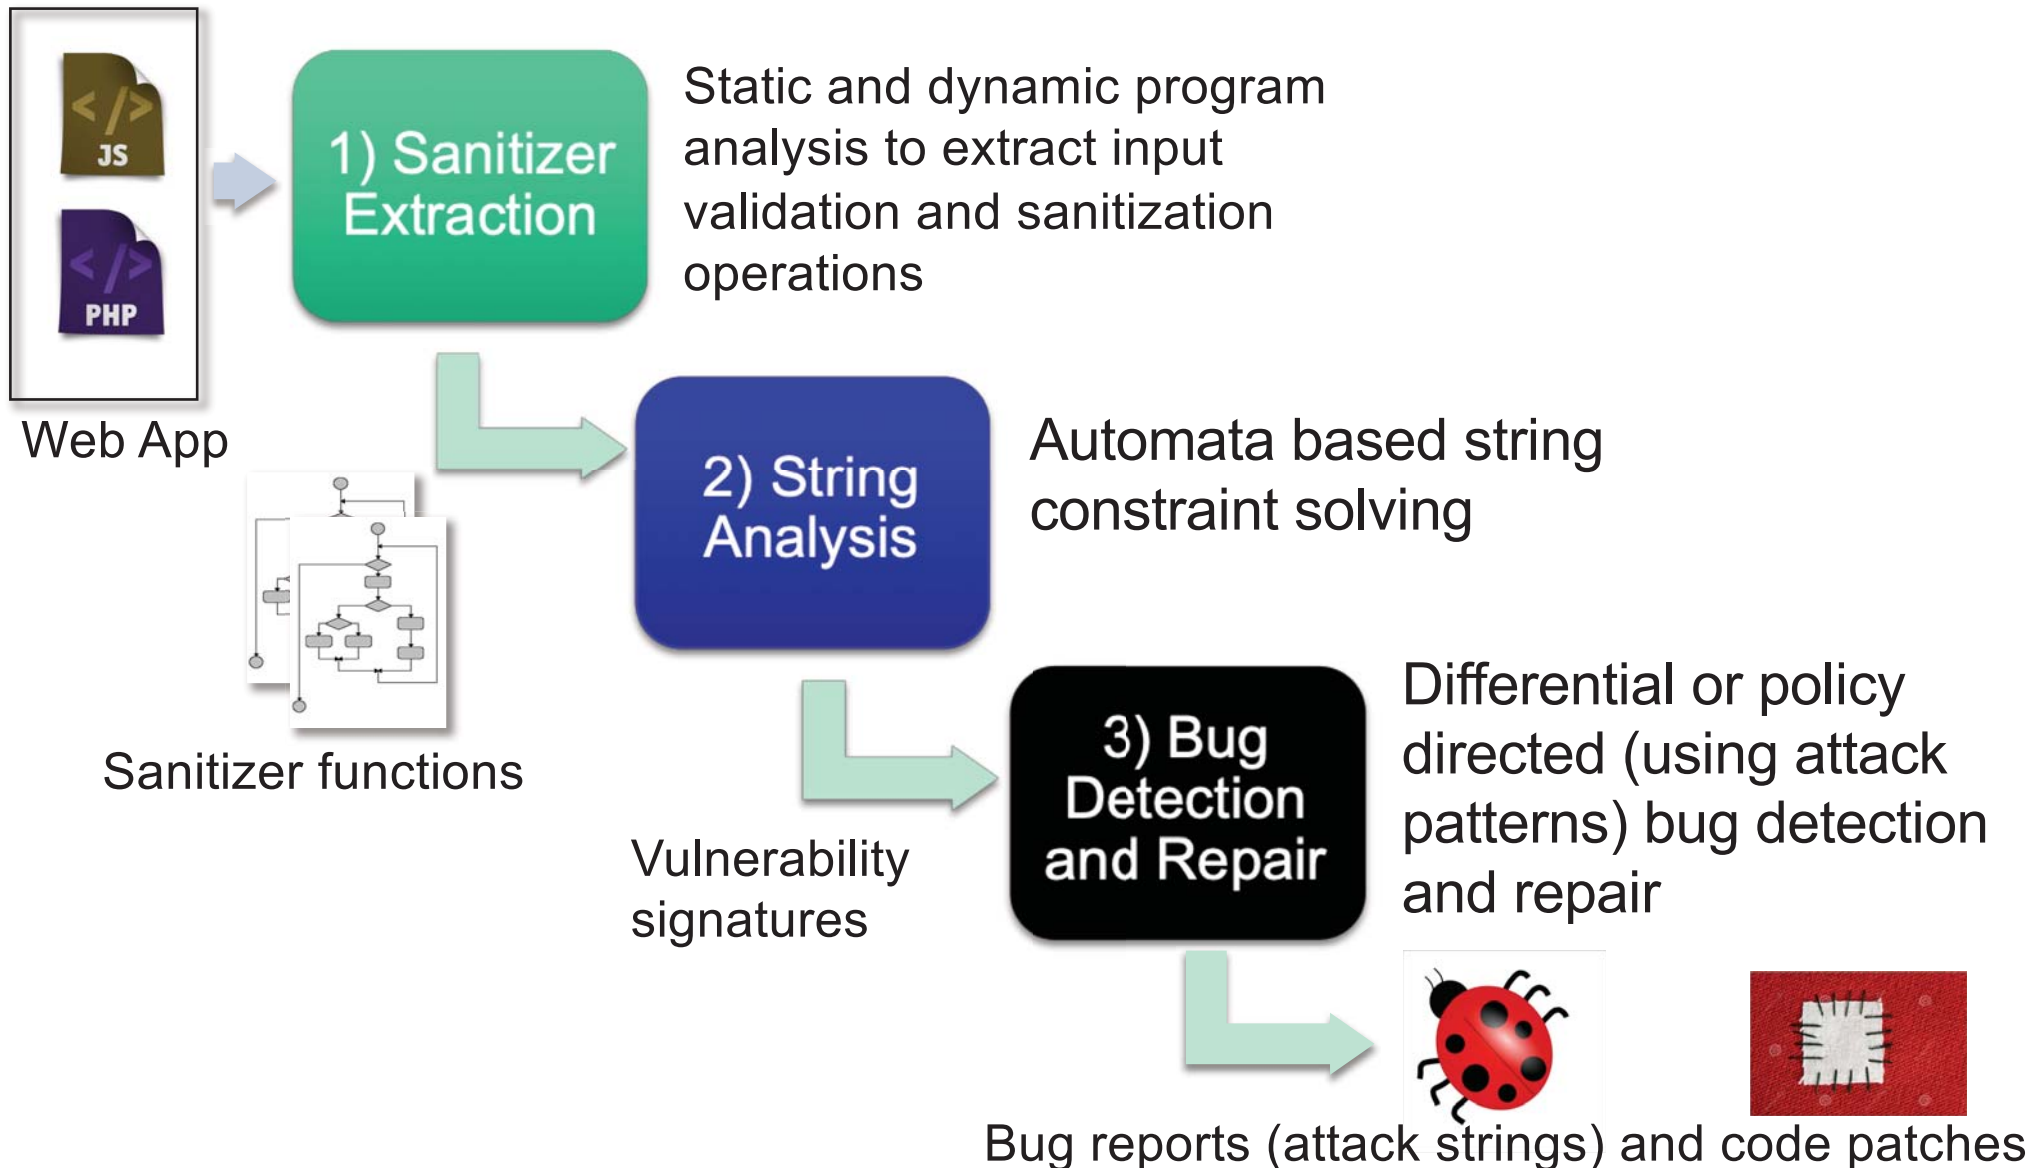 </>
JS
</>
PHP
Web App
1) Sanitizer
Extraction
Static and dynamic program
analysis to extract input
validation and sanitization
operations
Sanitizer functions
2) String
Analysis
Automata based string
constraint solving
Vulnerability
signatures
3) Bug
Detection
and Repair
Differential or policy
directed (using attack
patterns) bug detection
and repair
Bug reports (attack strings) and code patches